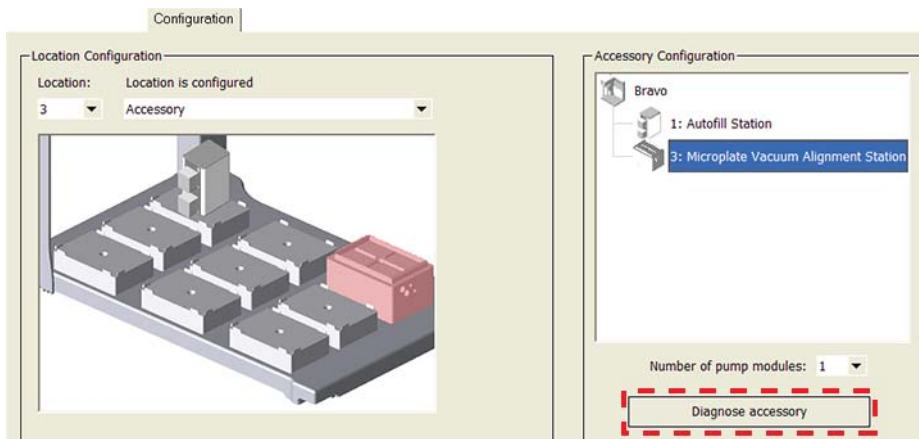 Configuration
Location Configuration
Location:
Location is configured
3
Accessory
Accessory Configuration
Bravo
1: Autofill Station
3: Microplate Vacuum Alignment Station
Number of pump modules: 1
Diagnose accessory